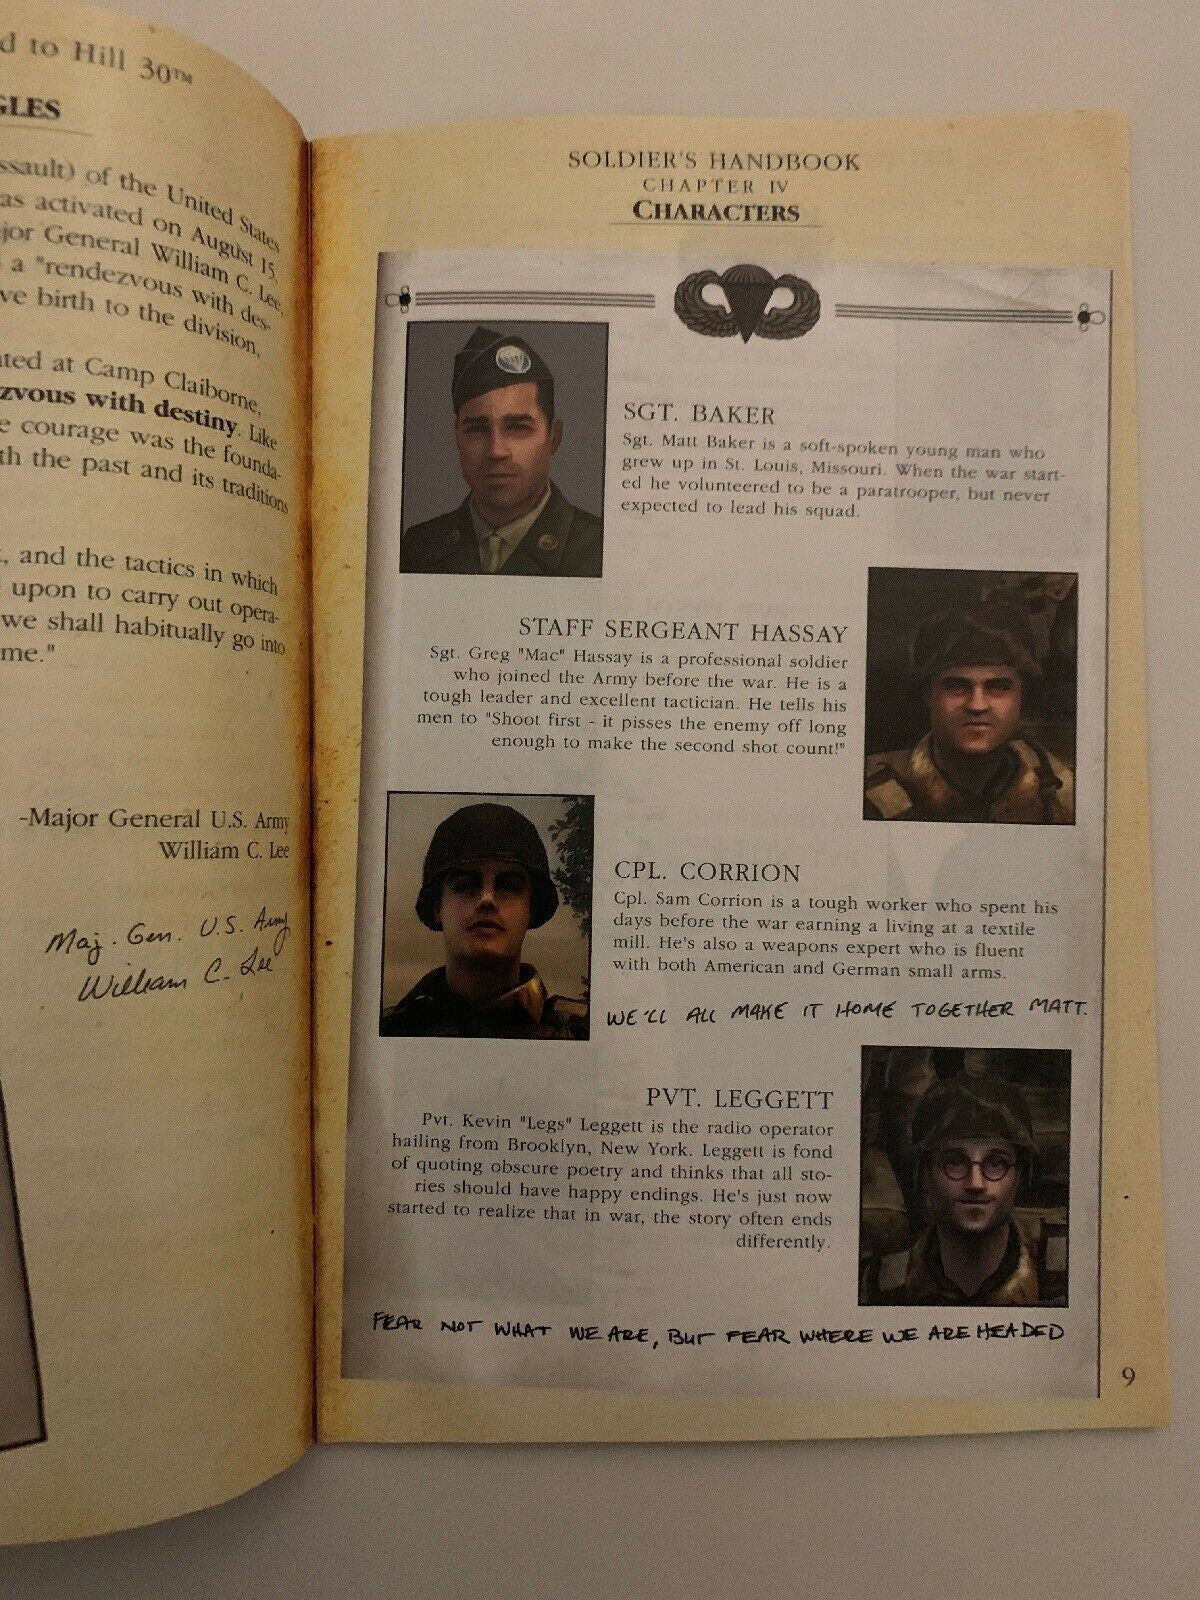 d to Hill 30™
GLES
ssault) of the United States
as activated on August 15,
jor General William C. Lee,
a "rendezvous with des-
ve birth to the division,
ated at Camp Claiborne,
zvous with destiny. Like
e courage was the founda-
th the past and its traditions
, and the tactics in which
upon to carry out opera-
we shall habitually go into
me."
-Major General U.S. Army
William C. Lee
Maj. Gen. U.S. Army
William C. Lee
SOLDIER'S HANDBOOK
CHAPTER IV
CHARACTERS
SGT. BAKER
Sgt. Matt Baker is a soft-spoken young man who
grew up in St. Louis, Missouri. When the war start-
ed he volunteered to be a paratrooper, but never
expected to lead his squad.
STAFF SERGEANT HASSAY
Sgt. Greg "Mac" Hassay is a professional soldier
who joined the Army before the war. He is a
tough leader and excellent tactician. He tells his
men to "Shoot first - it pisses the enemy off long
enough to make the second shot count!"
CPL. CORRION
Cpl. Sam Corrion is a tough worker who spent his
days before the war earning a living at a textile
mill. He's also a weapons expert who is fluent
with both American and German small arms.
WE'LL ALL MAKE IT HOME TOGETHER MATT.
PVT. LEGGETT
Pvt. Kevin "Legs" Leggett is the radio operator
hailing from Brooklyn, New York. Leggett is fond
of quoting obscure poetry and thinks that all sto-
ries should have happy endings. He's just now
started to realize that in war, the story often ends
differently.
FEAR NOT WHAT WE ARE, BUT FEAR WHERE WE ARE HEADED
9